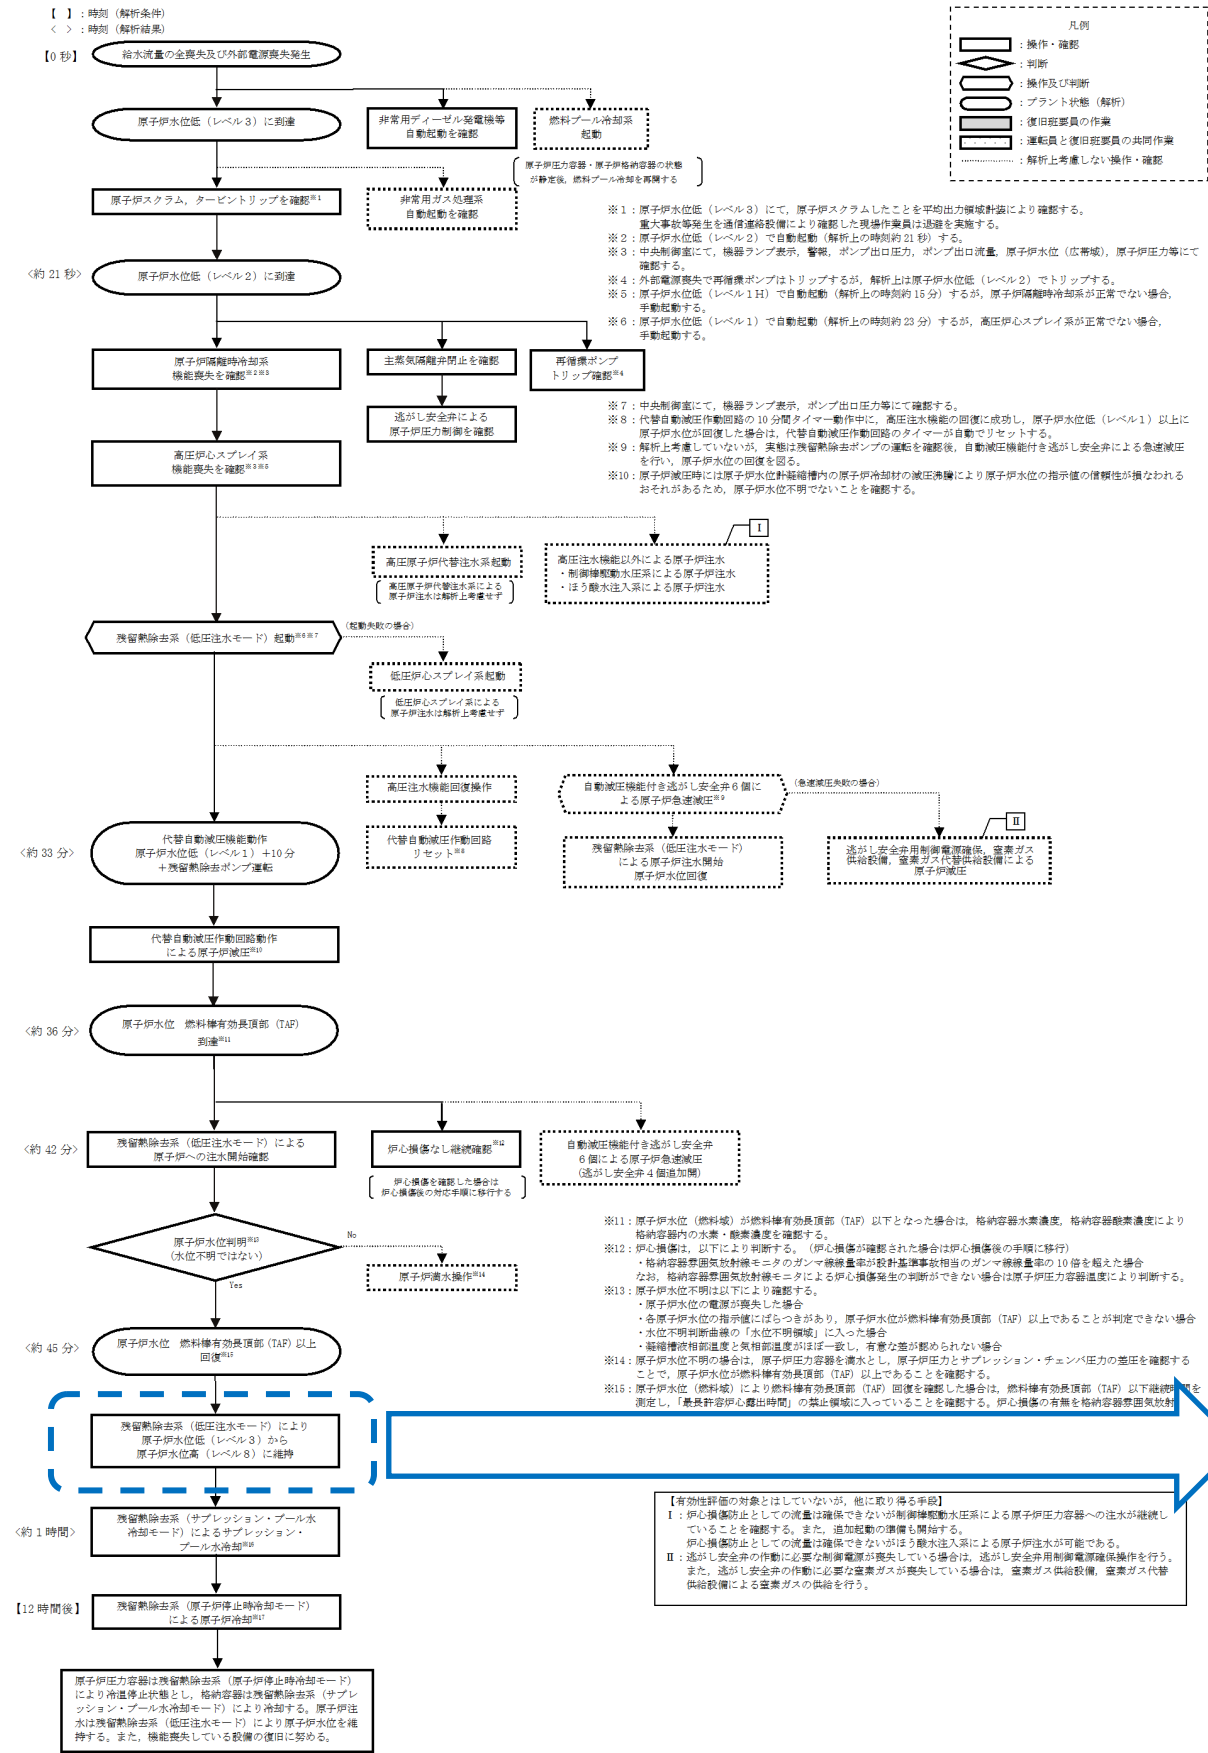 【　】：時刻（解析条件）
＜　＞：時刻（解析結果）
凡例
：操作・確認
：判断
：操作及び判断
：プラント状態（解析）
：復旧班要員の作業
：運転員と復旧班要員の共同作業
：解析上考慮しない操作・確認
【0秒】
給水流量の全喪失及び外部電源喪失発生
原子炉水位低（レベル３）に到達
非常用ディーゼル発電機等
自動起動を確認
燃料プール冷却系
起動
原子炉圧力容器・原子炉格納容器の状態
が静定後，燃料プール冷却を再開する
原子炉スクラム，タービントリップを確認※1
非常用ガス処理系
自動起動を確認
※１：原子炉水位低（レベル３）にて，原子炉スクラムしたことを平均出力領域計装により確認する。
重大事故等発生を通信連絡設備により確認した現場作業員は退避を実施する。
※２：原子炉水位低（レベル２）で自動起動（解析上の時刻約21秒）する。
※３：中央制御室にて，機器ランプ表示，警報，ポンプ出口圧力，ポンプ出口流量，原子炉水位（広帯域），原子炉圧力等にて
確認する。
※４：外部電源喪失で再循環ポンプはトリップするが，解析上は原子炉水位低（レベル２）でトリップする。
※５：原子炉水位低（レベル１Ｈ）で自動起動（解析上の時刻約15分）するが，原子炉隔離時冷却系が正常でない場合，
手動起動する。
※６：原子炉水位低（レベル１）で自動起動（解析上の時刻約23分）するが，高圧炉心スプレイ系が正常でない場合，
手動起動する。
＜約21秒＞
原子炉水位低（レベル２）に到達
原子炉隔離時冷却系
機能喪失を確認※2※3
主蒸気隔離弁閉止を確認
再循環ポンプ
トリップ確認※4
逃がし安全弁による
原子炉圧力制御を確認
高圧炉心スプレイ系
機能喪失を確認※3※5
※７：中央制御室にて，機器ランプ表示，ポンプ出口圧力等にて確認する。
※８：代替自動減圧作動回路の10分間タイマー動作中に，高圧注水機能の回復に成功し，原子炉水位低（レベル１）以上に
原子炉水位が回復した場合は，代替自動減圧作動回路のタイマーが自動でリセットする。
※９：解析上考慮していないが，実態は残留熱除去ポンプの運転を確認後，自動減圧機能付き逃がし安全弁による急速減圧
を行い，原子炉水位の回復を図る。
※10：原子炉減圧時には原子炉水位計凝縮槽内の原子炉冷却材の減圧沸騰により原子炉水位の指示値の信頼性が損なわれる
おそれがあるため，原子炉水位不明でないことを確認する。
Ⅰ
高圧原子炉代替注水系起動
高圧原子炉代替注水系による
原子炉注水は解析上考慮せず
高圧注水機能以外による原子炉注水
・制御棒駆動水圧系による原子炉注水
・ほう酸水注入系による原子炉注水
残留熱除去系（低圧注水モード）起動※6※7
（起動失敗の場合）
低圧炉心スプレイ系起動
低圧炉心スプレイ系による
原子炉注水は解析上考慮せず
高圧注水機能回復操作
自動減圧機能付き逃がし安全弁６個に
よる原子炉急速減圧※9
（急速減圧失敗の場合）
Ⅱ
＜約33分＞
代替自動減圧機能動作
原子炉水位低（レベル１）＋10分
＋残留熱除去ポンプ運転
代替自動減圧作動回路
リセット※8
残留熱除去系（低圧注水モード）
による原子炉注水開始
原子炉水位回復
逃がし安全弁用制御電源確保，窒素ガス
供給設備，窒素ガス代替供給設備による
原子炉減圧
代替自動減圧作動回路動作
による原子炉減圧※10
＜約36分＞
原子炉水位　燃料棒有効長頂部（TAF）
到達※11
＜約42分＞
残留熱除去系（低圧注水モード）による
原子炉への注水開始確認
炉心損傷なし継続確認※12
炉心損傷を確認した場合は
炉心損傷後の対応手順に移行する
自動減圧機能付き逃がし安全弁
６個による原子炉急速減圧
（逃がし安全弁４個追加開）
原子炉水位判明※13
（水位不明ではない）
No
Yes
原子炉満水操作※14
※11：原子炉水位（燃料域）が燃料棒有効長頂部（TAF）以下となった場合は，格納容器水素濃度，格納容器酸素濃度により
格納容器内の水素・酸素濃度を確認する。
※12：炉心損傷は，以下により判断する。（炉心損傷が確認された場合は炉心損傷後の手順に移行）
・格納容器雰囲気放射線モニタのガンマ線線量率が設計基準事故相当のガンマ線線量率の10倍を超えた場合
なお，格納容器雰囲気放射線モニタによる炉心損傷発生の判断ができない場合は原子炉圧力容器温度により判断する。
※13：原子炉水位不明は以下により確認する。
・原子炉水位の電源が喪失した場合
・各原子炉水位の指示値にばらつきがあり，原子炉水位が燃料棒有効長頂部（TAF）以上であることが判定できない場合
・水位不明判断曲線の「水位不明領域」に入った場合
・凝縮槽液相部温度と気相部温度がほぼ一致し，有意な差が認められない場合
※14：原子炉水位不明の場合は，原子炉圧力容器を満水とし，原子炉圧力とサプレッション・チェンバ圧力の差圧を確認する
ことで，原子炉水位が燃料棒有効長頂部（TAF）以上であることを確認する。
※15：原子炉水位（燃料域）により燃料棒有効長頂部（TAF）回復を確認した場合は，燃料棒有効長頂部（TAF）以下継続時間を
測定し，「最長許容炉心露出時間」の禁止領域に入っていることを確認する。炉心損傷の有無を格納容器雰囲気放射
＜約45分＞
原子炉水位　燃料棒有効長頂部（TAF）以上
回復※15
残留熱除去系（低圧注水モード）により
原子炉水位低（レベル３）から
原子炉水位高（レベル８）に維持
＜約１時間＞
残留熱除去系（サプレッション・プール水
冷却モード）によるサプレッション・
プール水冷却※16
【有効性評価の対象とはしていないが，他に取り得る手段】
Ⅰ：炉心損傷防止としての流量は確保できないが制御棒駆動水圧系による原子炉圧力容器への注水が継続し
ていることを確認する。また，追加起動の準備も開始する。
炉心損傷防止としての流量は確保できないがほう酸水注入系による原子炉注水が可能である。
Ⅱ：逃がし安全弁の作動に必要な制御電源が喪失している場合は，逃がし安全弁用制御電源確保操作を行う。
また，逃がし安全弁の作動に必要な窒素ガスが喪失している場合は，窒素ガス供給設備，窒素ガス代替
供給設備による窒素ガスの供給を行う。
【12時間後】
残留熱除去系（原子炉停止時冷却モード）
による原子炉冷却※17
原子炉圧力容器は残留熱除去系（原子炉停止時冷却モード）
により冷温停止状態とし，格納容器は残留熱除去系（サプレ
ッション・プール水冷却モード）により冷却する。原子炉注
水は残留熱除去系（低圧注水モード）により原子炉水位を維
持する。また，機能喪失している設備の復旧に努める。